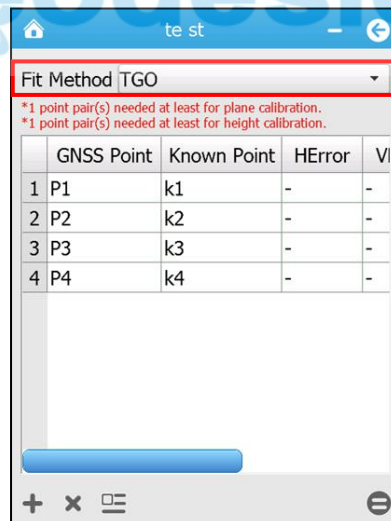 te st
Fit Method TGO
*1 point pair(s) needed at least for plane calibration.
*1 point pair(s) needed at least for height calibration.
GNSS Point Known Point HError
1 P1 k1 - -
2 P2 k2 - -
3 P3 k3 - -
4 P4 k4 - -